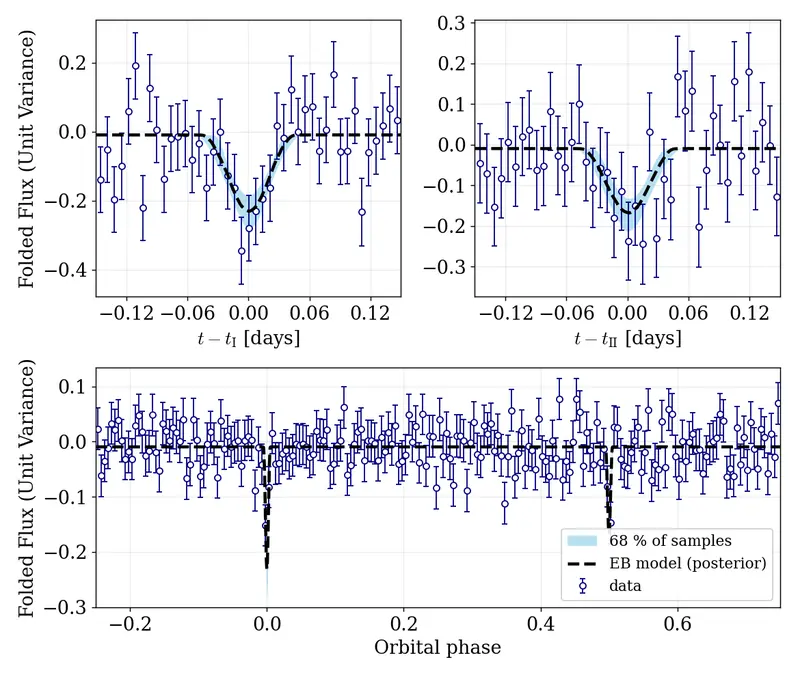 Folded Flux (Unit Variance)
0.2
0.0
−0.2
−0.4
−0.12 −0.06 0.00 0.06 0.12
t − t_I [days]
0.3
0.2
0.1
0.0
−0.1
−0.2
−0.3
−0.12 −0.06 0.00 0.06 0.12
t − t_II [days]
Folded Flux (Unit Variance)
0.1
0.0
−0.1
−0.2
−0.3
68 % of samples
EB model (posterior)
data
−0.2 0.0 0.2 0.4 0.6
Orbital phase